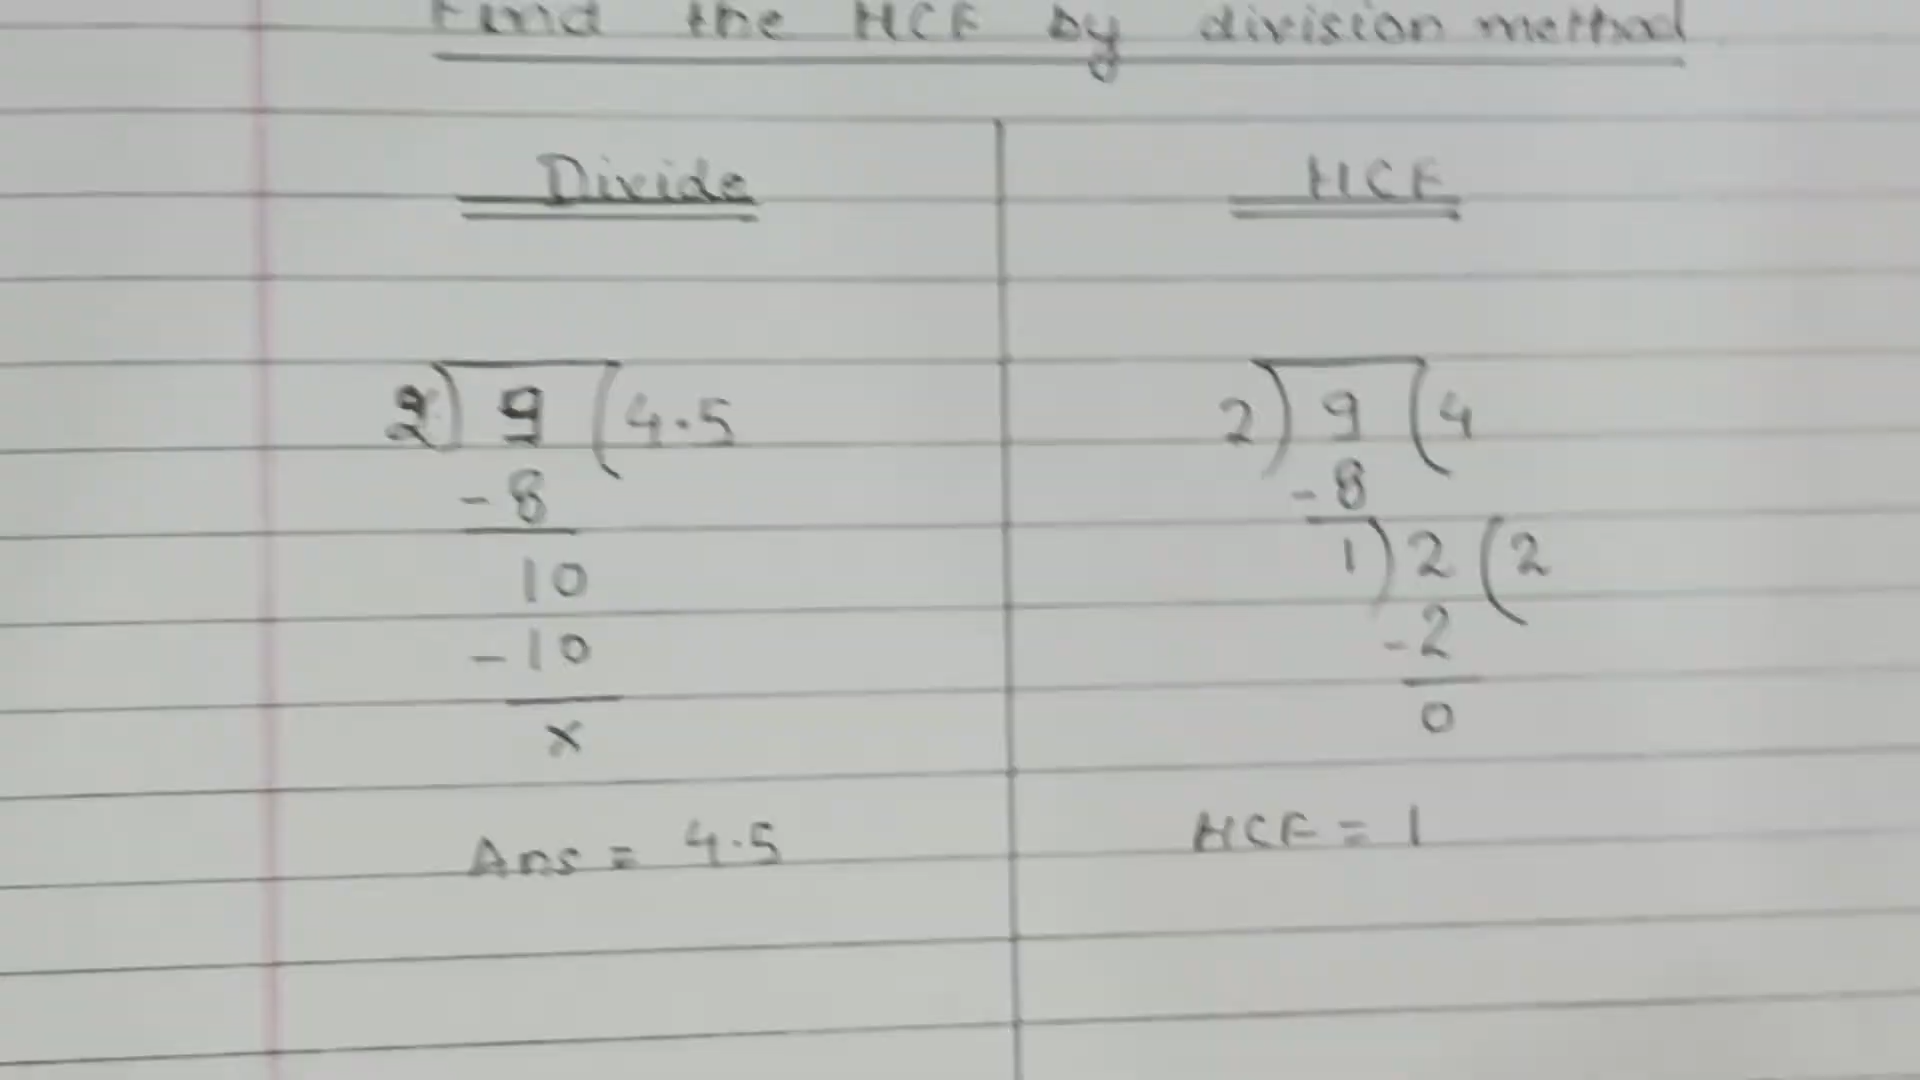 Find the HCF by division method
Divide
2) 9 (4.5
- 8
10
- 10
x
Ans = 4.5
HCF
2) 9 (4
- 8
1) 2 (2
- 2
0
HCF = 1